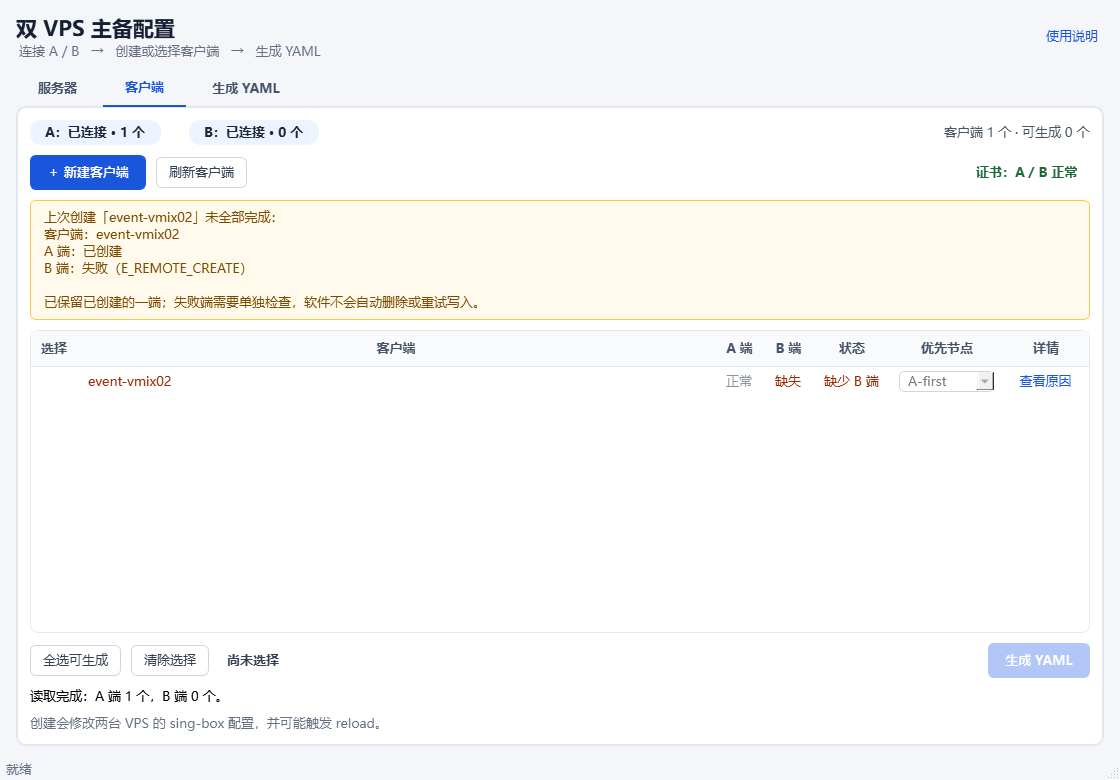 双 VPS 主备配置
连接 A / B → 创建或选择客户端 → 生成 YAML
使用说明
服务器 客户端 生成 YAML
A：已连接 • 1 个 B：已连接 • 0 个 客户端 1 个 · 可生成 0 个
+ 新建客户端 刷新客户端 证书：A / B 正常
上次创建「event-vmix02」未全部完成：
客户端：event-vmix02
A 端：已创建
B 端：失败（E_REMOTE_CREATE）
已保留已创建的一端；失败端需要单独检查，软件不会自动删除或重试写入。
选择 客户端 A 端 B 端 状态 优先节点 详情
event-vmix02 正常 缺失 缺少 B 端 A-first 查看原因
全选可生成 清除选择 尚未选择 生成 YAML
读取完成：A 端 1 个，B 端 0 个。
创建会修改两台 VPS 的 sing-box 配置，并可能触发 reload。
就绪